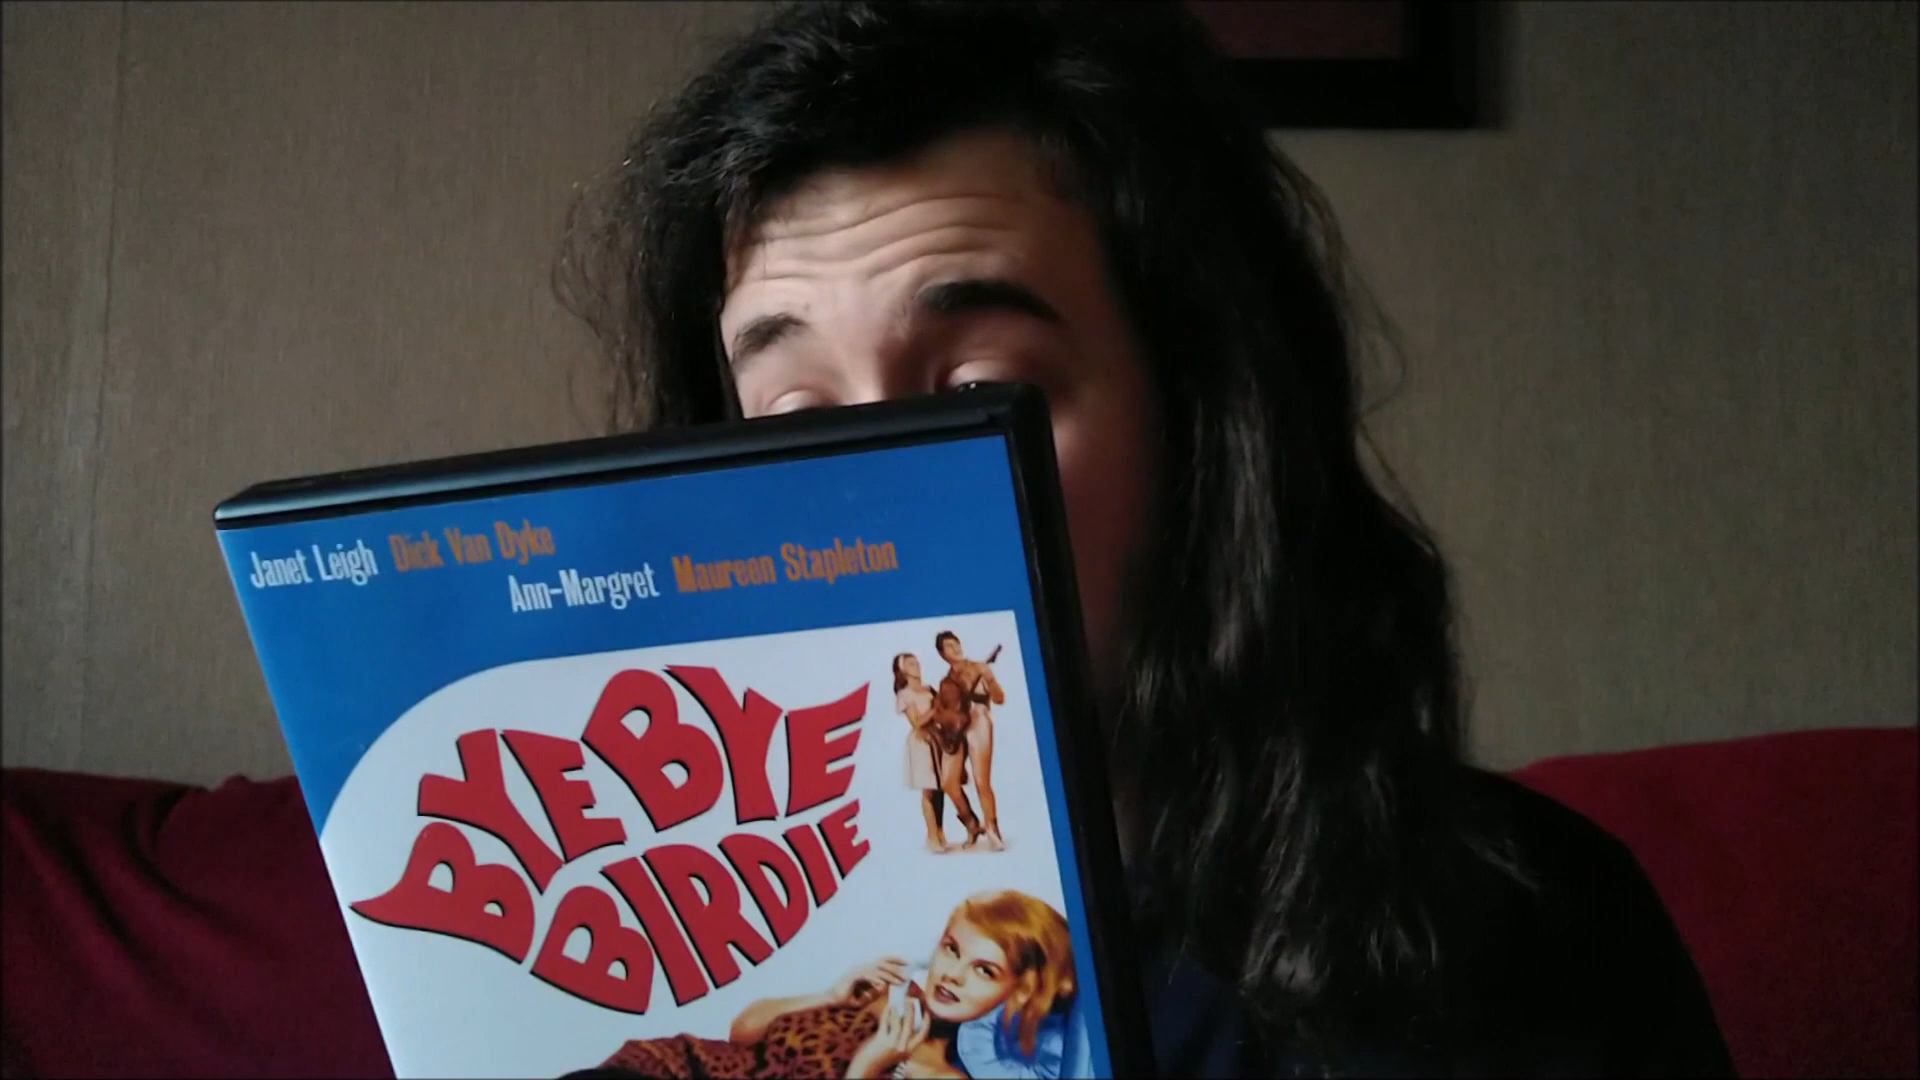 Janet Leigh Dick Van Dyke
Ann-Margret Maureen Stapleton
BYE BYE
BIRDIE